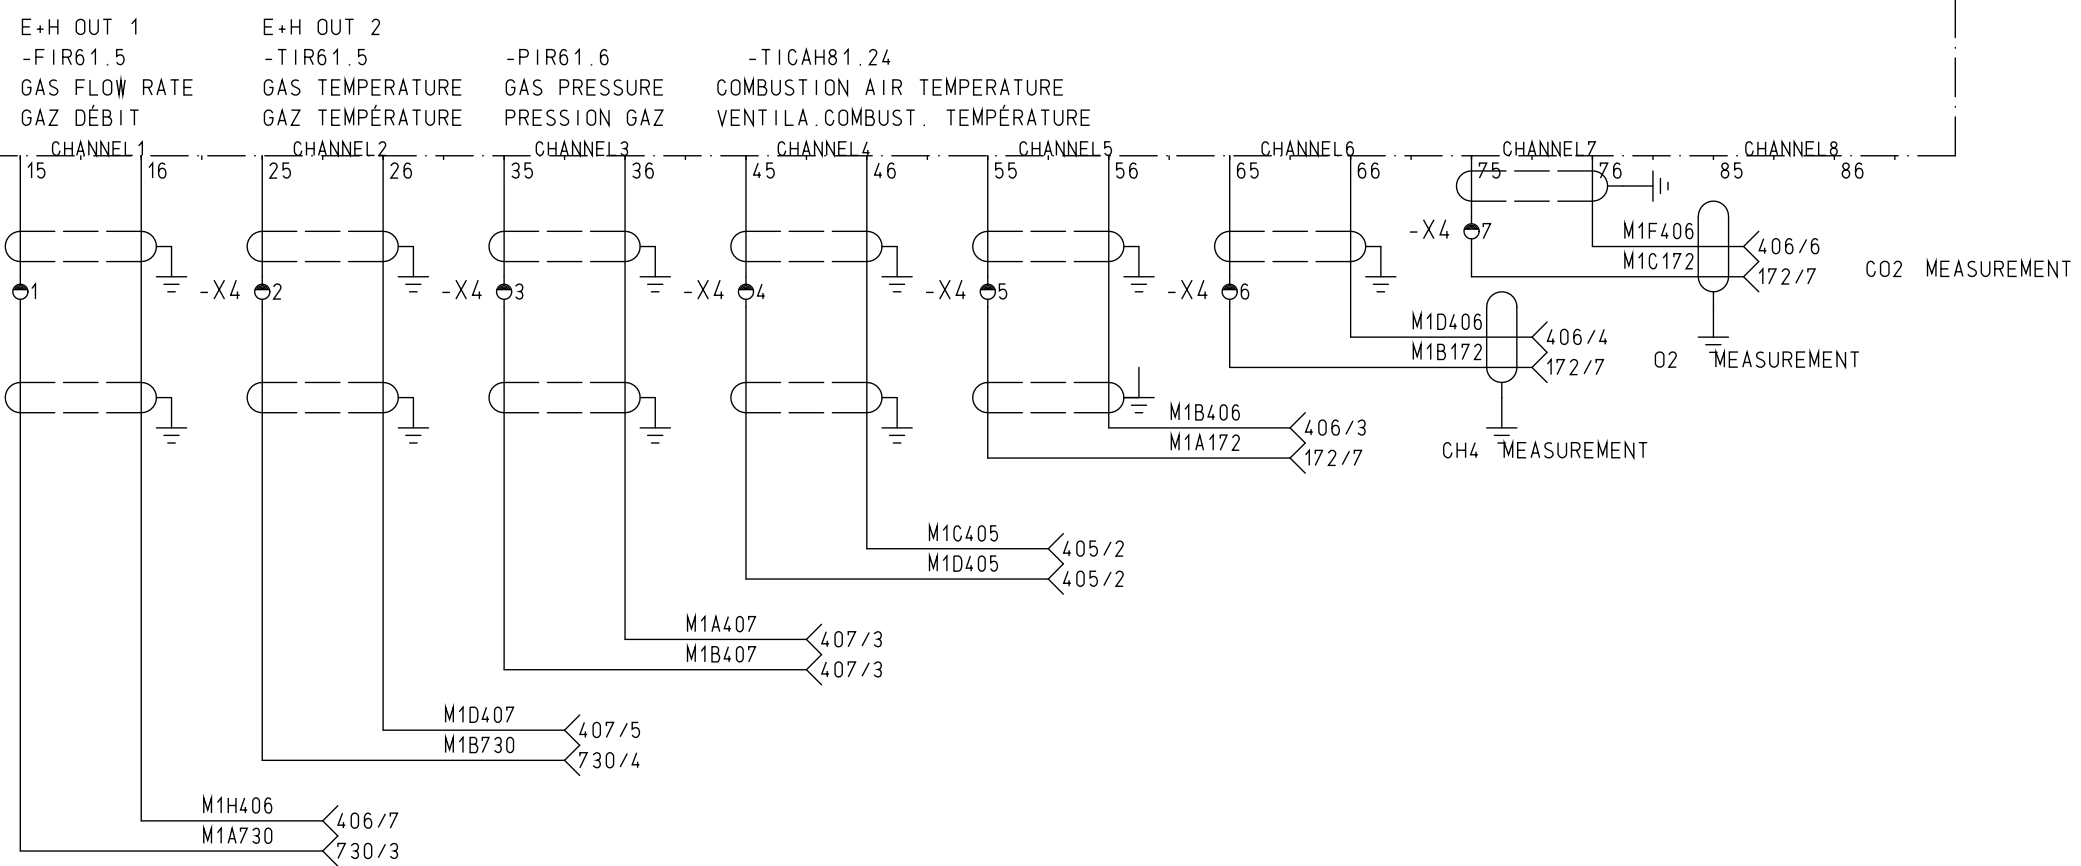 E+H OUT 1 E+H OUT 2
-FIR61.5 -TIR61.5 -PIR61.6 -TICAH81.24
GAS FLOW RATE GAS TEMPERATURE GAS PRESSURE COMBUSTION AIR TEMPERATURE
GAZ DÉBIT GAZ TEMPÉRATURE PRESSION GAZ VENTILA.COMBUST. TEMPÉRATURE
CHANNEL1 CHANNEL2 CHANNEL3 CHANNEL4 CHANNEL5 CHANNEL6 CHANNEL7 CHANNEL8
15 16 25 26 35 36 45 46 55 56 65 66 75 76 85 86
-X4 7 M1F406 406/6
M1C172 172/7 CO2 MEASUREMENT
1 -X4 2 -X4 3 -X4 4 -X4 5 -X4 6
M1D406 406/4
M1B172 172/7 O2 MEASUREMENT
M1B406 406/3
M1A172 172/7 CH4 MEASUREMENT
M1C405 405/2
M1D405 405/2
M1A407 407/3
M1B407 407/3
M1D407 407/5
M1B730 730/4
M1H406 406/7
M1A730 730/3